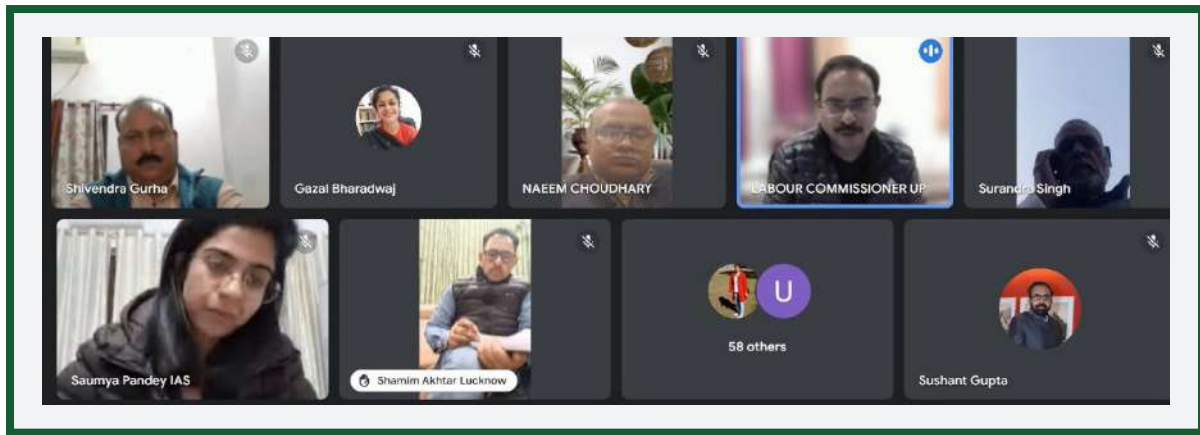 Shivendra Gurha
Gazal Bharadwaj
NAEEM CHOUDHARY
LABOUR COMMISSIONER UP
Surandra Singh
Saumya Pandey IAS
Shamim Akhtar Lucknow
U
58 others
Sushant Gupta